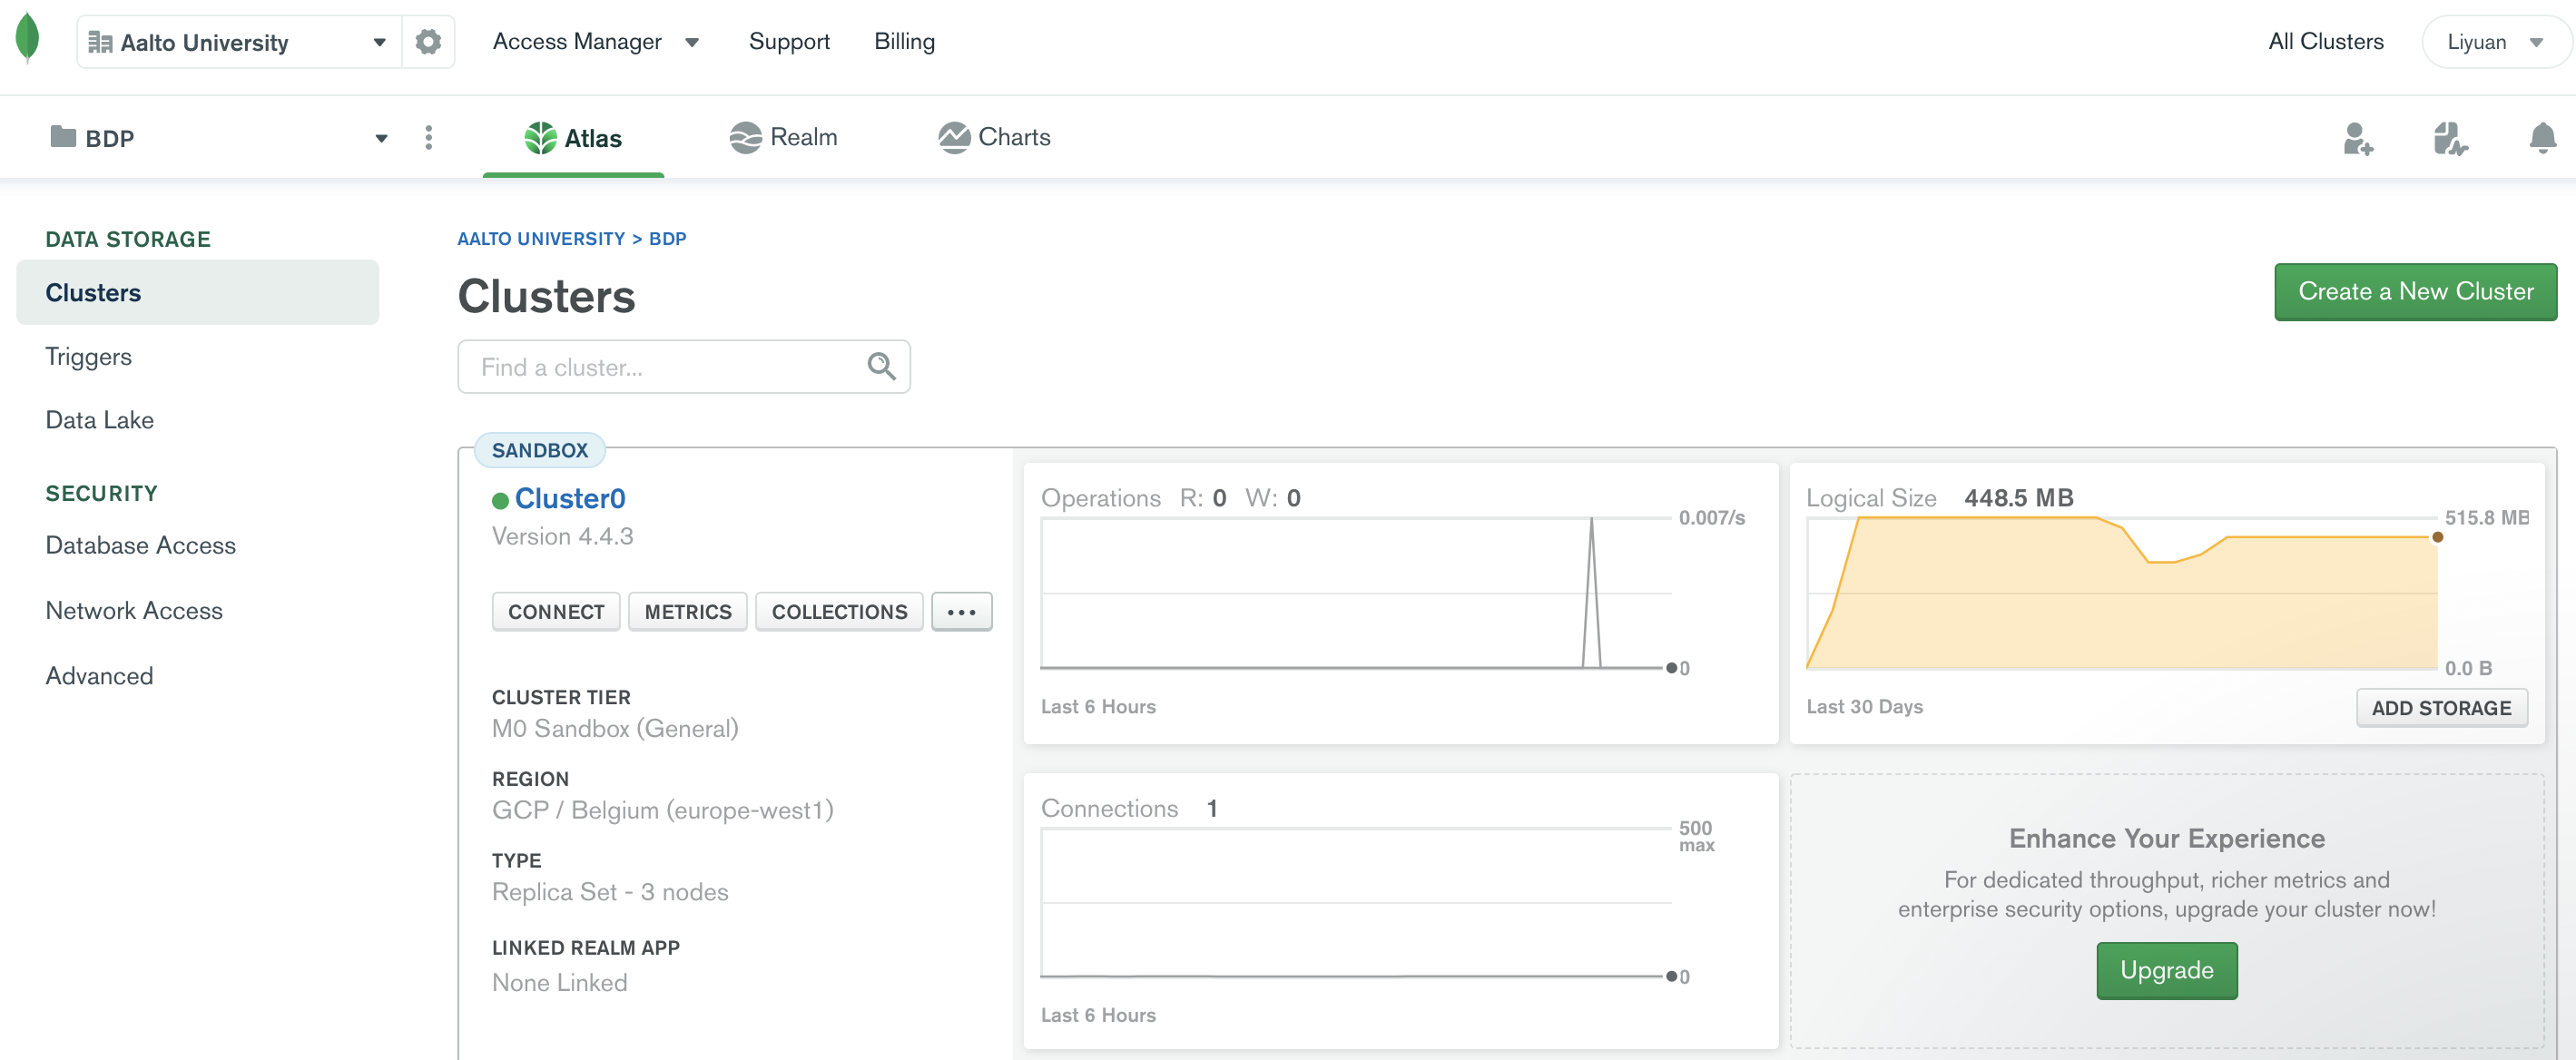 Aalto University
Access Manager
Support
Billing
All Clusters
Liyuan
BDP
Atlas
Realm
Charts
DATA STORAGE
Clusters
Triggers
Data Lake
SECURITY
Database Access
Network Access
Advanced
AALTO UNIVERSITY > BDP
Clusters
Create a New Cluster
Find a cluster...
SANDBOX
Cluster0
Version 4.4.3
CONNECT
METRICS
COLLECTIONS
...
CLUSTER TIER
M0 Sandbox (General)
REGION
GCP / Belgium (europe-west1)
TYPE
Replica Set - 3 nodes
LINKED REALM APP
None Linked
Operations R: 0 W: 0
0.007/s
0
Last 6 Hours
Logical Size 448.5 MB
515.8 MB
0.0 B
Last 30 Days
ADD STORAGE
Connections 1
500
max
0
Last 6 Hours
Enhance Your Experience
For dedicated throughput, richer metrics and
enterprise security options, upgrade your cluster now!
Upgrade